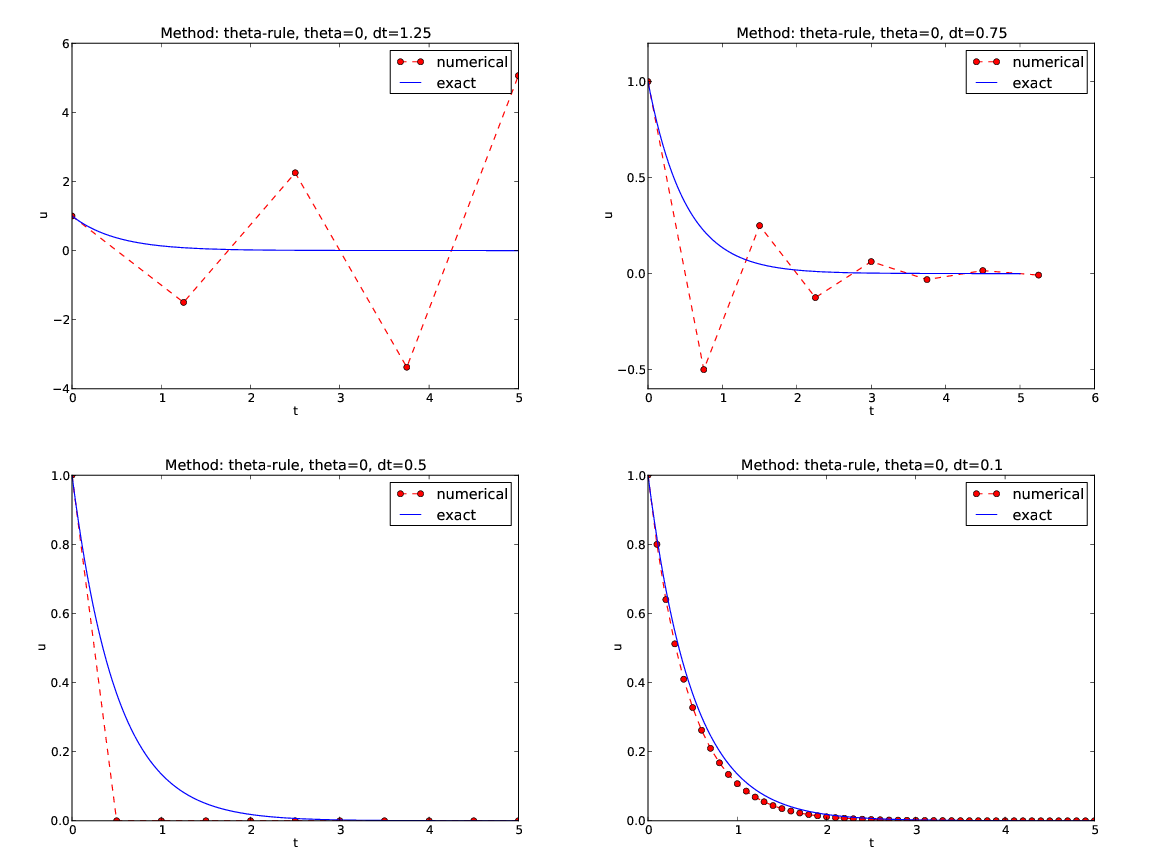 Method: theta-rule, theta=0, dt=1.25
6
4
2
0
−2
−4
u
numerical
exact
0 1 2 3 4 5
t
Method: theta-rule, theta=0, dt=0.75
1.0
0.5
0.0
−0.5
u
numerical
exact
0 1 2 3 4 5 6
t
Method: theta-rule, theta=0, dt=0.5
1.0
0.8
0.6
0.4
0.2
0.0
u
numerical
exact
0 1 2 3 4 5
t
Method: theta-rule, theta=0, dt=0.1
1.0
0.8
0.6
0.4
0.2
0.0
u
numerical
exact
0 1 2 3 4 5
t